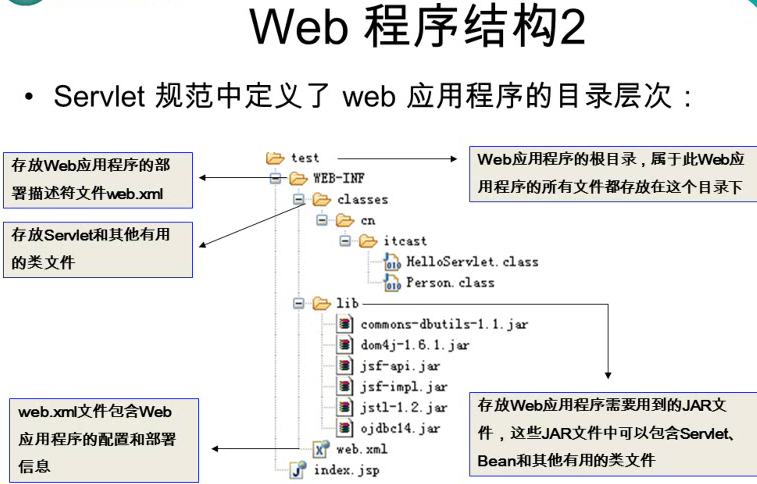 Web 程序结构2
• Servlet 规范中定义了 web 应用程序的目录层次：
存放Web应用程序的部
署描述符文件web.xml
存放Servlet和其他有用
的类文件
web.xml文件包含Web
应用程序的配置和部署
信息
test
WEB-INF
classes
cn
itcast
HelloServlet.class
Person.class
lib
commons-dbutils-1.1.jar
dom4j-1.6.1.jar
jsf-api.jar
jsf-impl.jar
jstl-1.2.jar
ojdbc14.jar
web.xml
index.jsp
Web应用程序的根目录，属于此Web应
用程序的所有文件都存放在这个目录下
存放Web应用程序需要用到的JAR文
件，这些JAR文件中可以包含Servlet、
Bean和其他有用的类文件